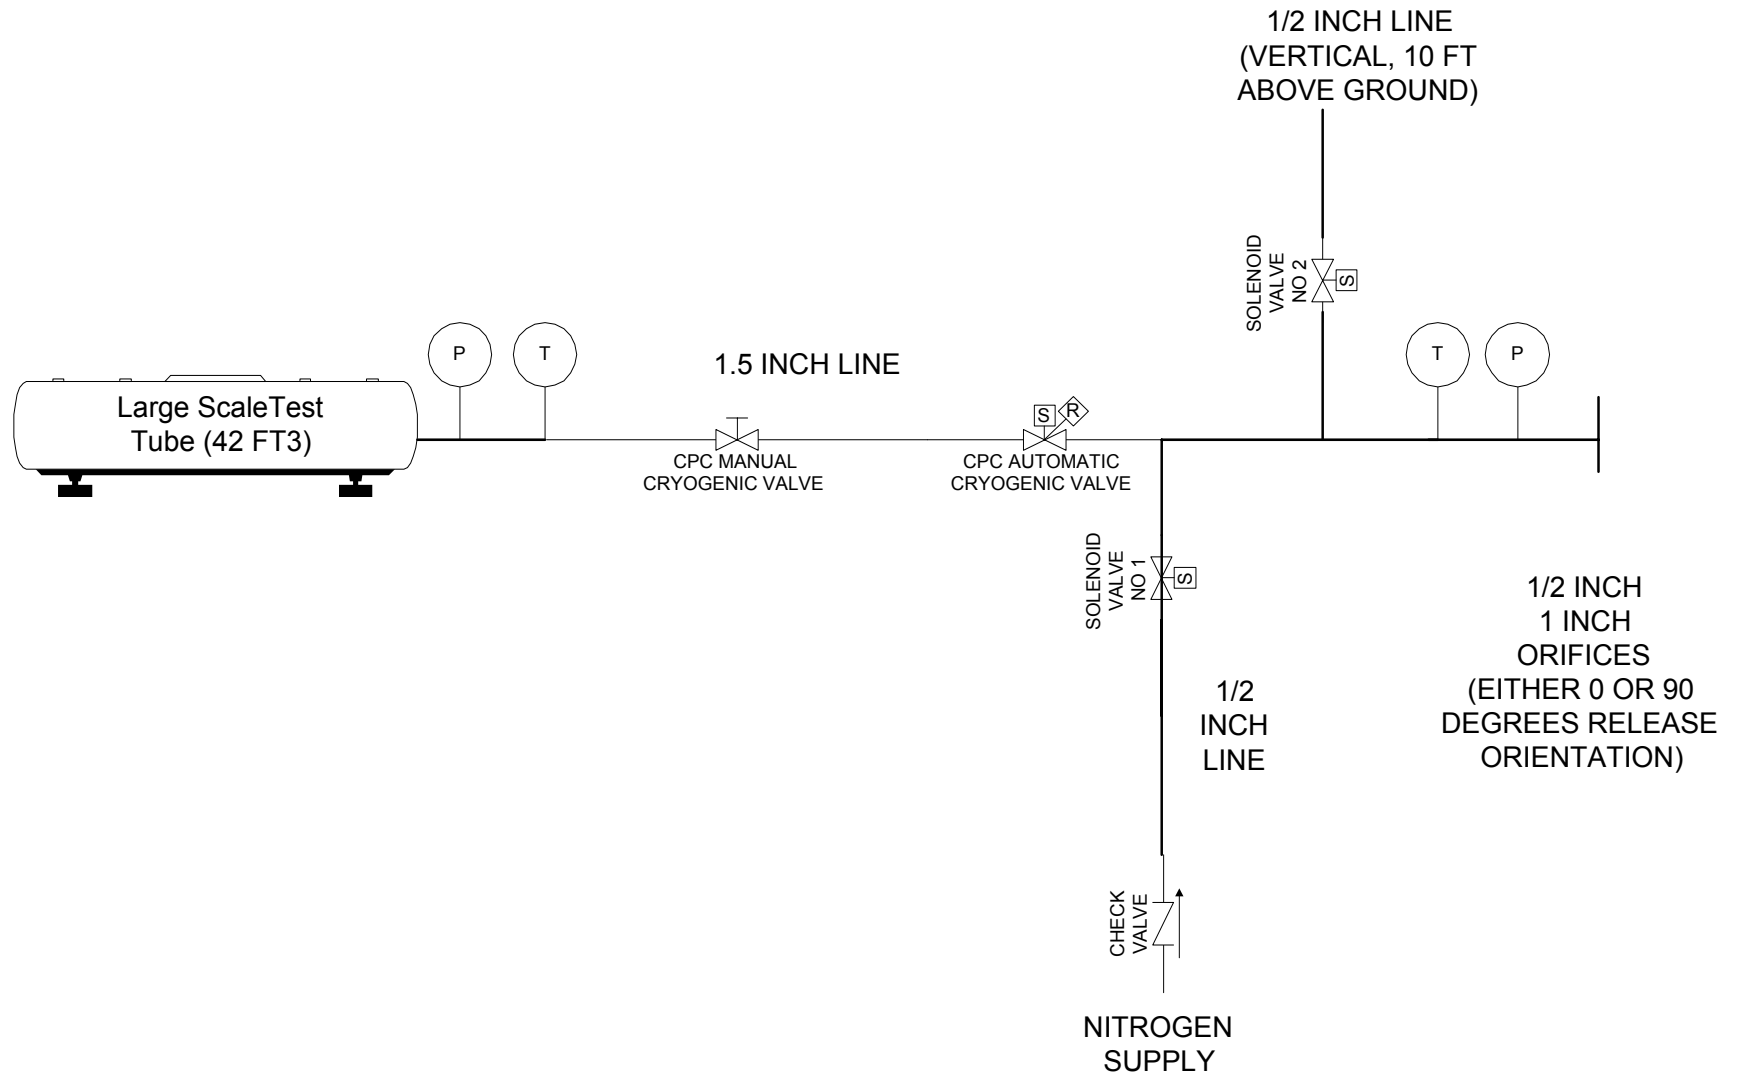 1/2 INCH LINE
(VERTICAL, 10 FT
ABOVE GROUND)
SOLENOID
VALVE
NO 2
S
P
T
1.5 INCH LINE
T
P
Large ScaleTest
Tube (42 FT3)
S
R
CPC MANUAL
CRYOGENIC VALVE
CPC AUTOMATIC
CRYOGENIC VALVE
SOLENOID
VALVE
NO 1
S
1/2 INCH
1 INCH
ORIFICES
(EITHER 0 OR 90
DEGREES RELEASE
ORIENTATION)
1/2
INCH
LINE
CHECK
VALVE
NITROGEN
SUPPLY